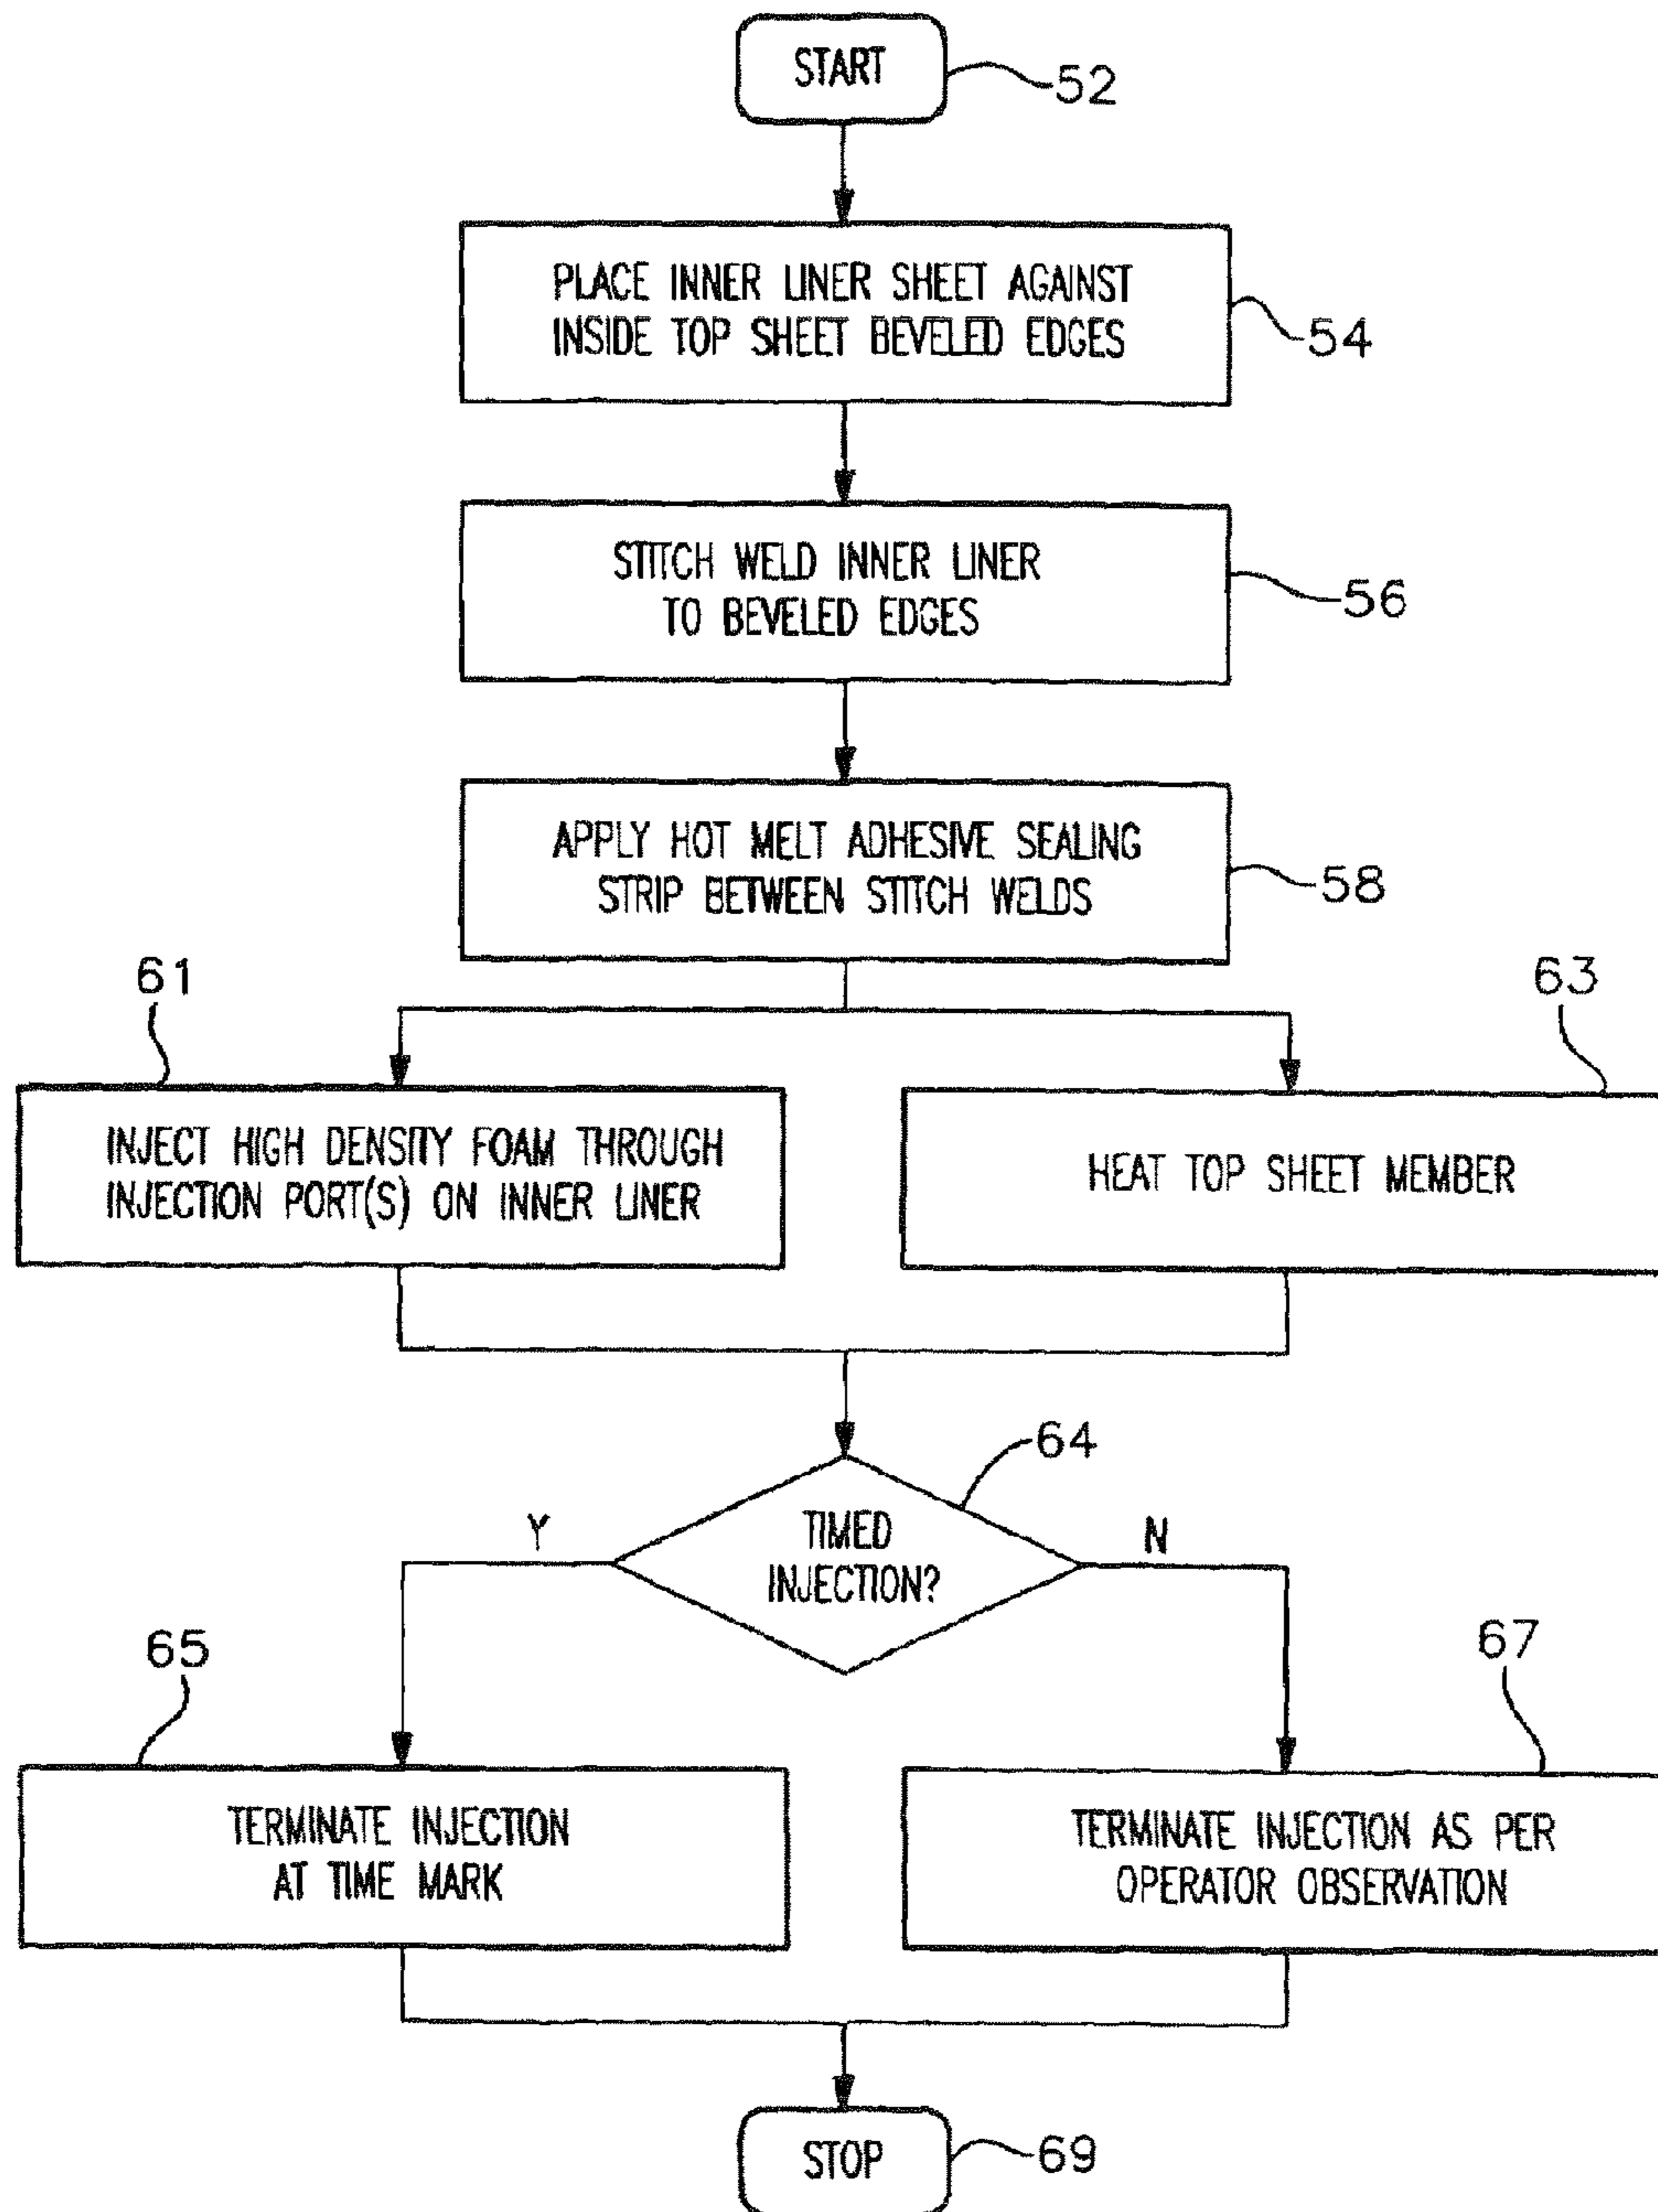 START
52
PLACE INNER LINER SHEET AGAINST
INSIDE TOP SHEET BEVELED EDGES
54
STITCH WELD INNER LINER
TO BEVELED EDGES
56
APPLY HOT MELT ADHESIVE SEALING
STRIP BETWEEN STITCH WELDS
58
61
63
INJECT HIGH DENSITY FOAM THROUGH
INJECTION PORT(S) ON INNER LINER
HEAT TOP SHEET MEMBER
64
TIMED
INJECTION?
Y
N
65
67
TERMINATE INJECTION
AT TIME MARK
TERMINATE INJECTION AS PER
OPERATOR OBSERVATION
STOP
69